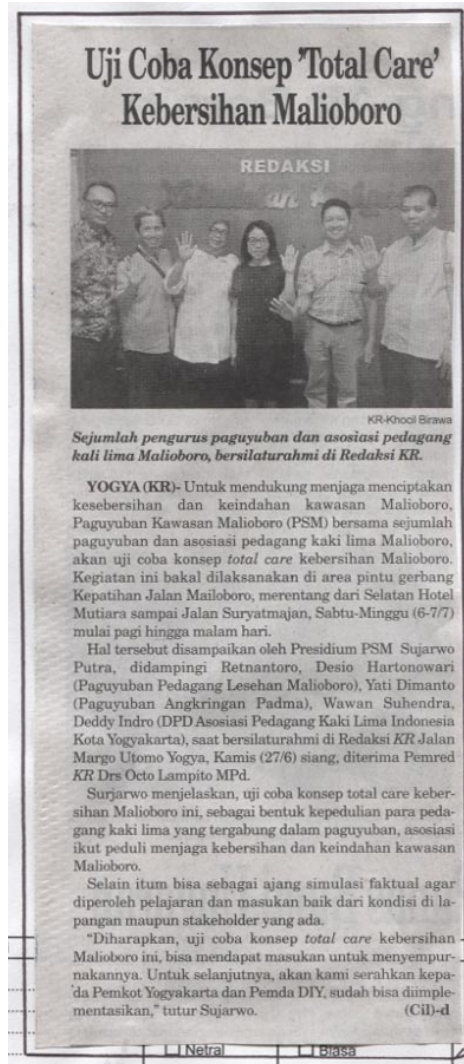 Uji Coba Konsep 'Total Care'
Kebersihan Malioboro
REDAKSI
KR-Khocil Birawa
Sejumlah pengurus paguyuban dan asosiasi pedagang
kali lima Malioboro, bersilaturahmi di Redaksi KR.
YOGYA (KR)- Untuk mendukung menjaga menciptakan
kesebersihan dan keindahan kawasan Malioboro,
Paguyuban Kawasan Malioboro (PSM) bersama sejumlah
paguyuban dan asosiasi pedagang kaki lima Malioboro,
akan uji coba konsep total care kebersihan Malioboro.
Kegiatan ini bakal dilaksanakan di area pintu gerbang
Kepatihan Jalan Mailoboro, merentang dari Selatan Hotel
Mutiara sampai Jalan Suryatmajan, Sabtu-Minggu (6-7/7)
mulai pagi hingga malam hari.
Hal tersebut disampaikan oleh Presidium PSM Sujarwo
Putra, didampingi Retnantoro, Desio Hartonowari
(Paguyuban Pedagang Lesehan Malioboro), Yati Dimanto
(Paguyuban Angkringan Padma), Wawan Suhendra,
Deddy Indro (DPD Asosiasi Pedagang Kaki Lima Indonesia
Kota Yogyakarta), saat bersilaturahmi di Redaksi KR Jalan
Margo Utomo Yogya, Kamis (27/6) siang, diterima Pemred
KR Drs Octo Lampito MPd.
Surjarwo menjelaskan, uji coba konsep total care keber-
sihan Malioboro ini, sebagai bentuk kepedulian para peda-
gang kaki lima yang tergabung dalam paguyuban, asosiasi
ikut peduli menjaga kebersihan dan keindahan kawasan
Malioboro.
Selain itum bisa sebagai ajang simulasi faktual agar
diperoleh pelajaran dan masukan baik dari kondisi di la-
pangan maupun stakeholder yang ada.
"Diharapkan, uji coba konsep total care kebersihan
Malioboro ini, bisa mendapat masukan untuk menyempur-
nakannya. Untuk selanjutnya, akan kami serahkan kepa-
da Pemkot Yogyakarta dan Pemda DIY, sudah bisa diimple-
mentasikan," tutur Sujarwo. (Cil)-d
Netral Biasa